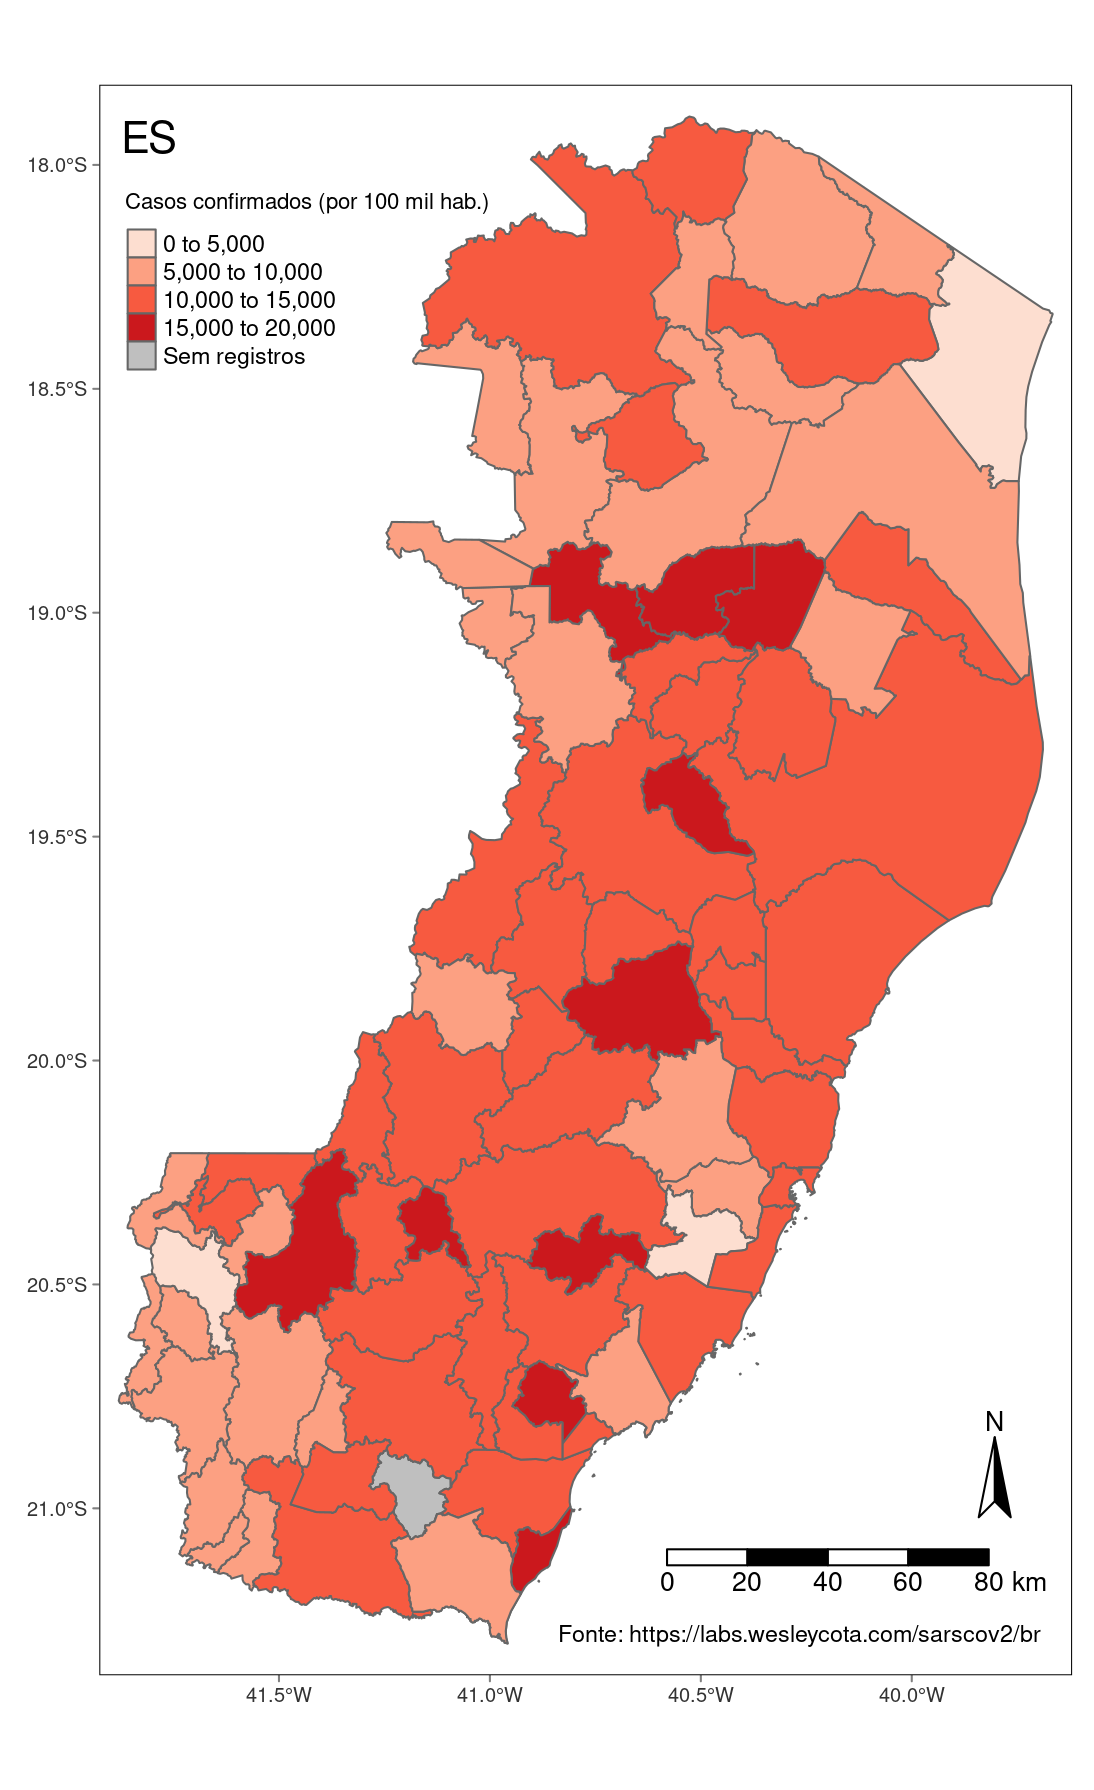 ES
Casos confirmados (por 100 mil hab.)
0 to 5,000
5,000 to 10,000
10,000 to 15,000
15,000 to 20,000
Sem registros
18.0°S
18.5°S
19.0°S
19.5°S
20.0°S
20.5°S
21.0°S
N
0 20 40 60 80 km
Fonte: https://labs.wesleycota.com/sarscov2/br
41.5°W 41.0°W 40.5°W 40.0°W